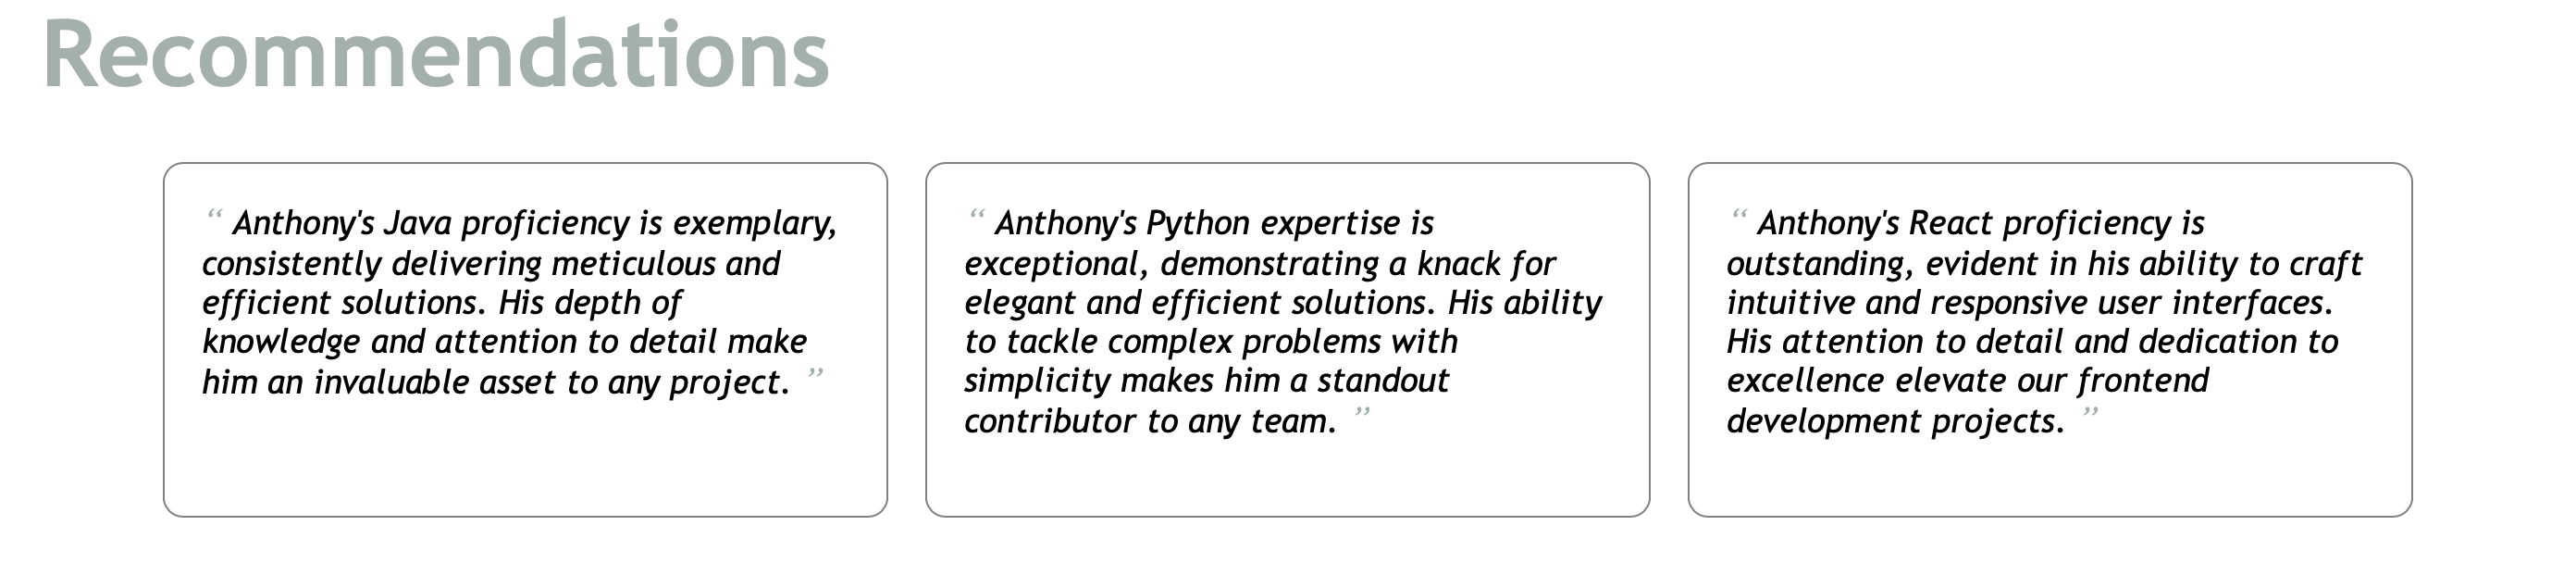 Recommendations
“ Anthony's Java proficiency is exemplary,
consistently delivering meticulous and
efficient solutions. His depth of
knowledge and attention to detail make
him an invaluable asset to any project. ”
“ Anthony's Python expertise is
exceptional, demonstrating a knack for
elegant and efficient solutions. His ability
to tackle complex problems with
simplicity makes him a standout
contributor to any team. ”
“ Anthony's React proficiency is
outstanding, evident in his ability to craft
intuitive and responsive user interfaces.
His attention to detail and dedication to
excellence elevate our frontend
development projects. ”